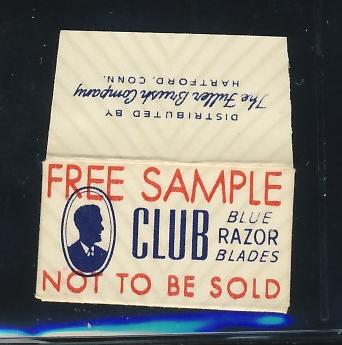 DISTRIBUTED BY
The Fuller Brush Company
HARTFORD, CONN.
FREE SAMPLE
CLUB
BLUE
RAZOR
BLADES
NOT TO BE SOLD